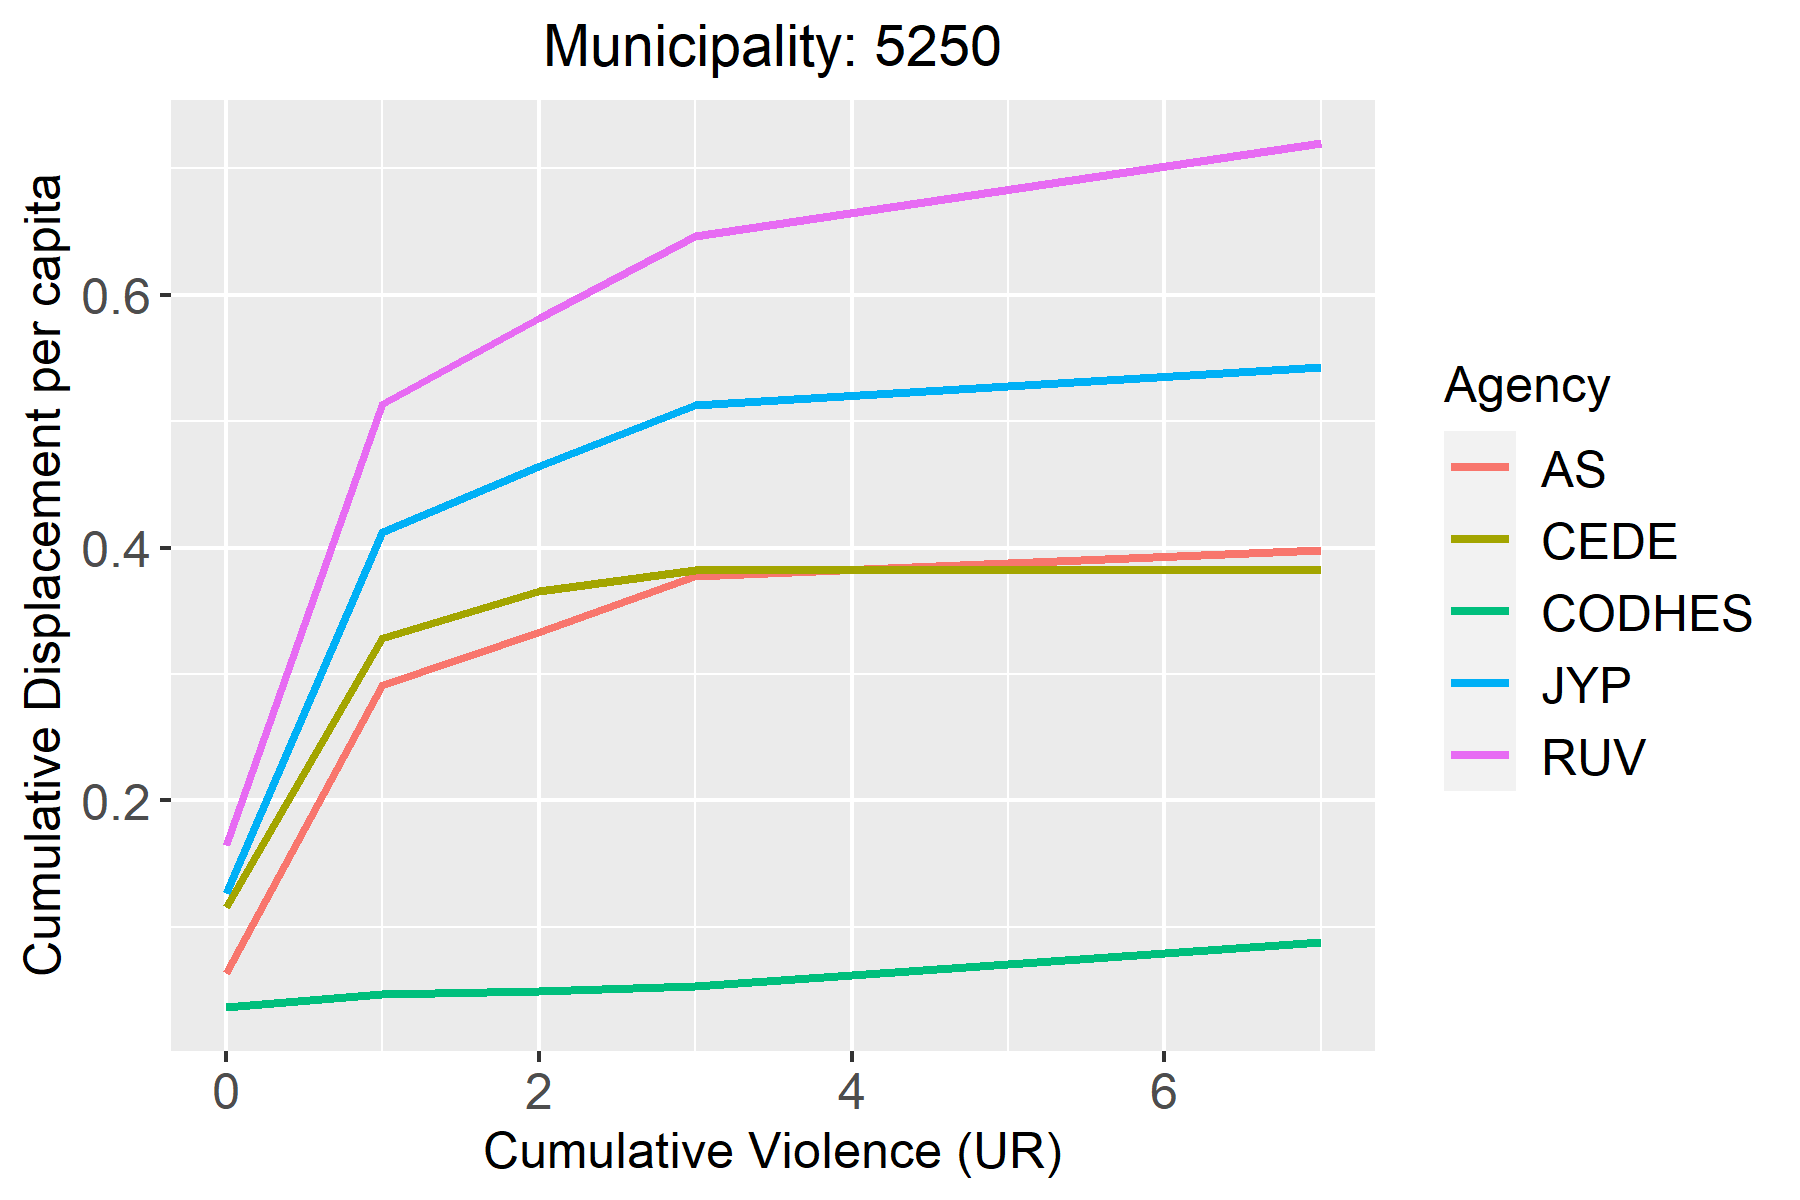 Municipality: 5250
Cumulative Displacement per capita
0.6
0.4
0.2
0
2
4
6
Cumulative Violence (UR)
Agency
AS
CEDE
CODHES
JYP
RUV